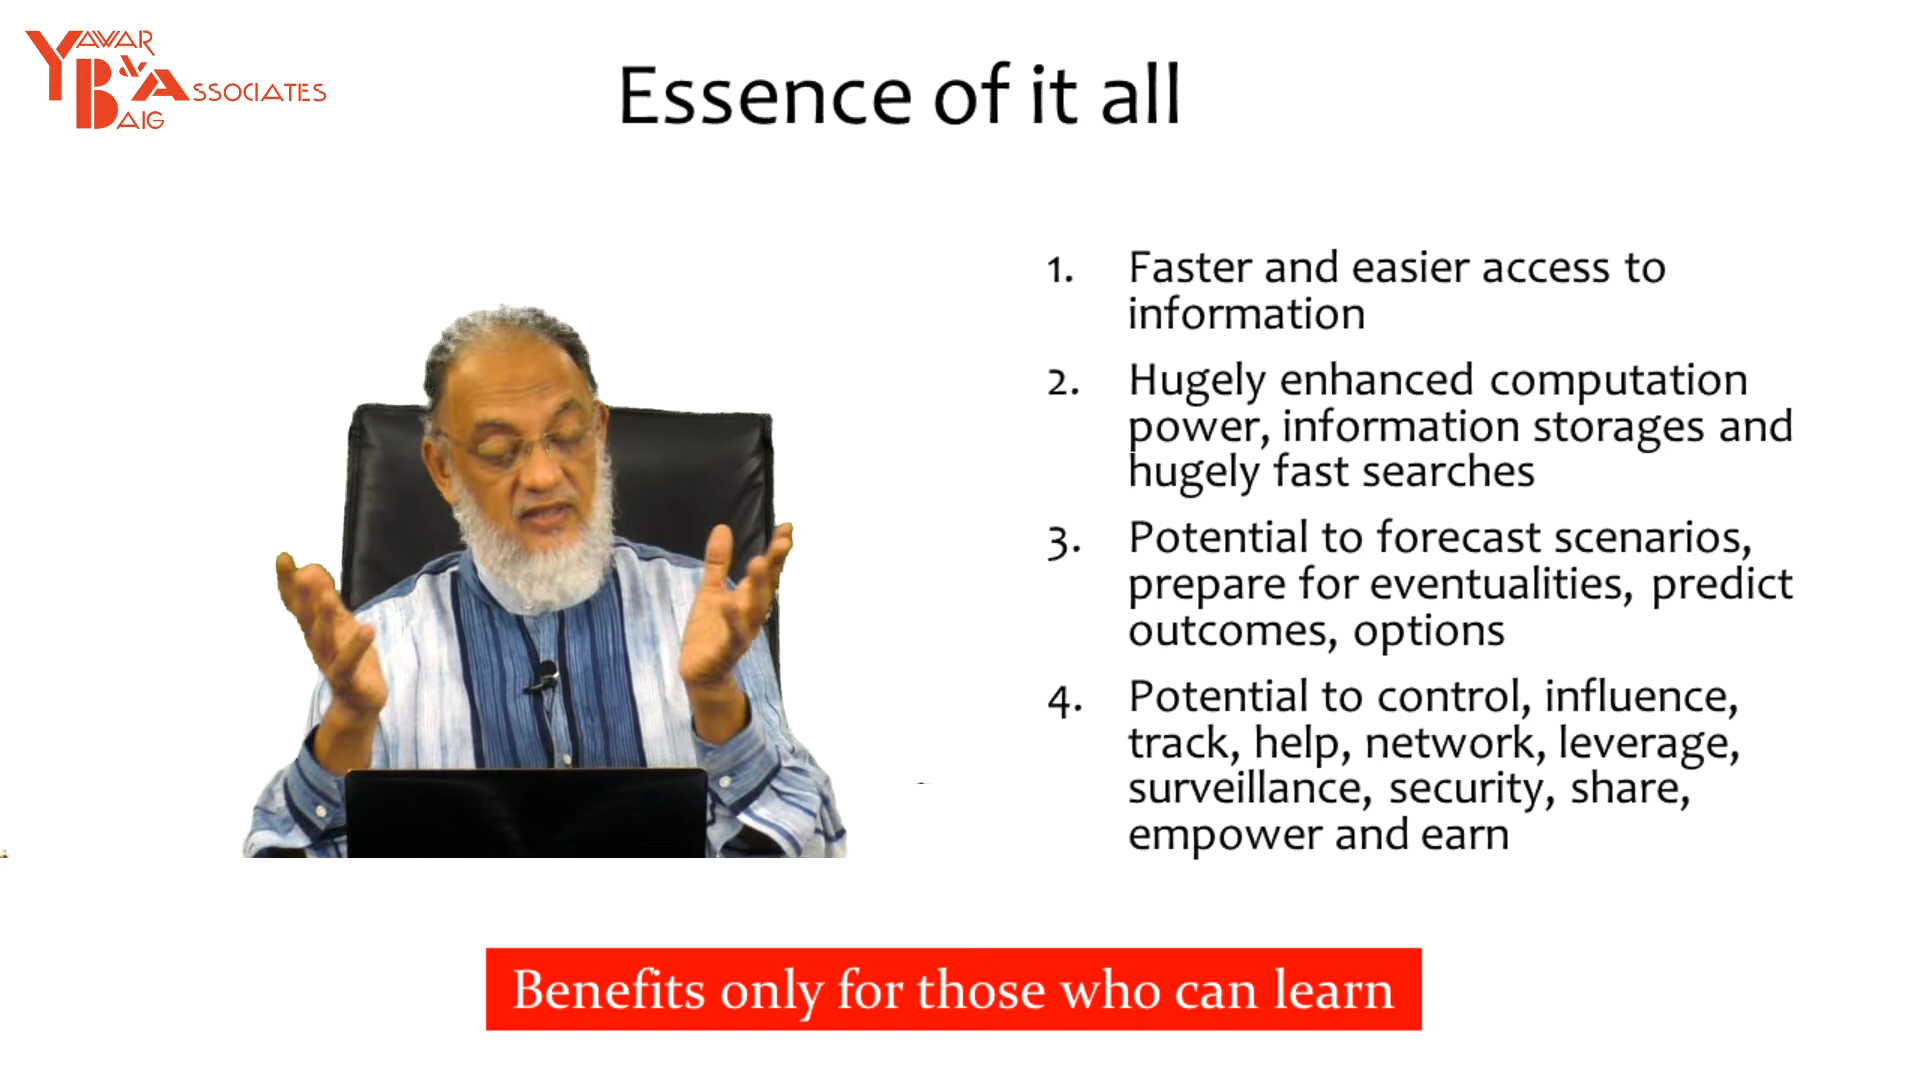 YAWAR
BAIG
& ASSOCIATES
Essence of it all
1. Faster and easier access to
information
2. Hugely enhanced computation
power, information storages and
hugely fast searches
3. Potential to forecast scenarios,
prepare for eventualities, predict
outcomes, options
4. Potential to control, influence,
track, help, network, leverage,
surveillance, security, share,
empower and earn
Benefits only for those who can learn